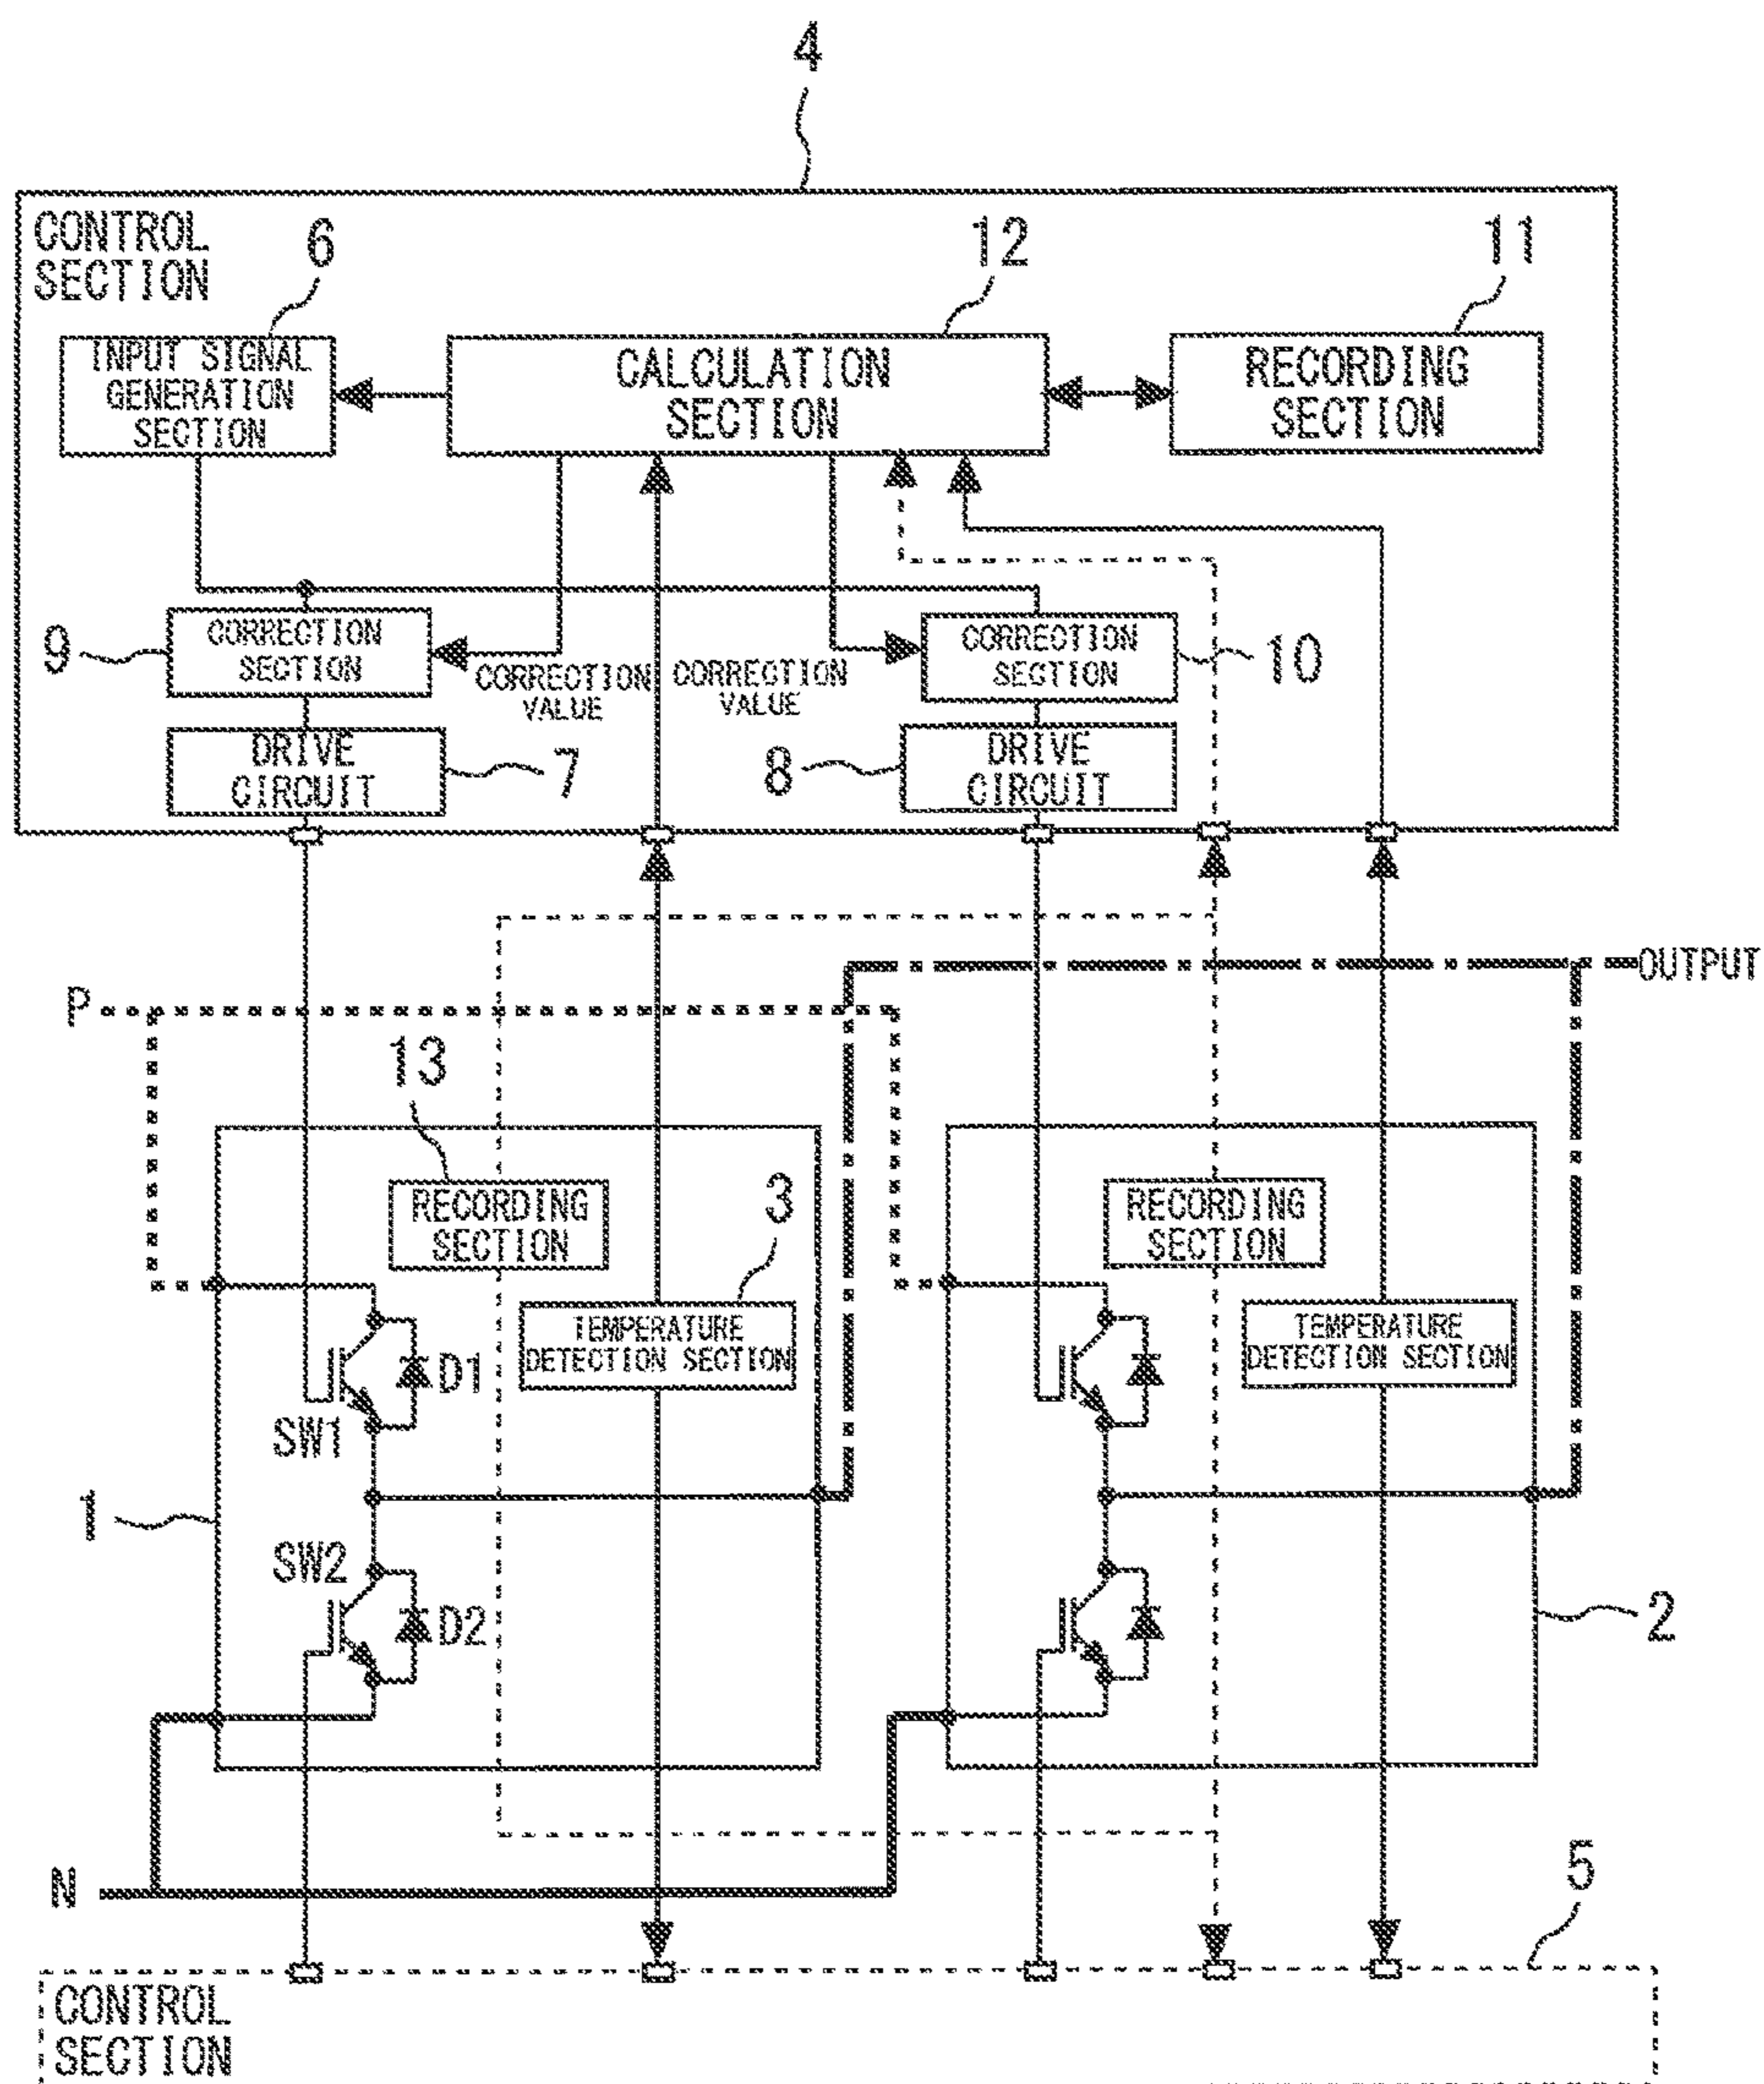 4
CONTROL
SECTION
6
12
11
INPUT SIGNAL
GENERATION
SECTION
CALCULATION
SECTION
RECORDING
SECTION
9
CORRECTION
SECTION
CORRECTION
VALUE
CORRECTION
VALUE
CORRECTION
SECTION
10
DRIVE
CIRCUIT
7
8
DRIVE
CIRCUIT
OUTPUT
P
13
RECORDING
SECTION
3
RECORDING
SECTION
TEMPERATURE
DETECTION SECTION
TEMPERATURE
DETECTION SECTION
D1
SW1
1
SW2
D2
2
N
5
CONTROL
SECTION